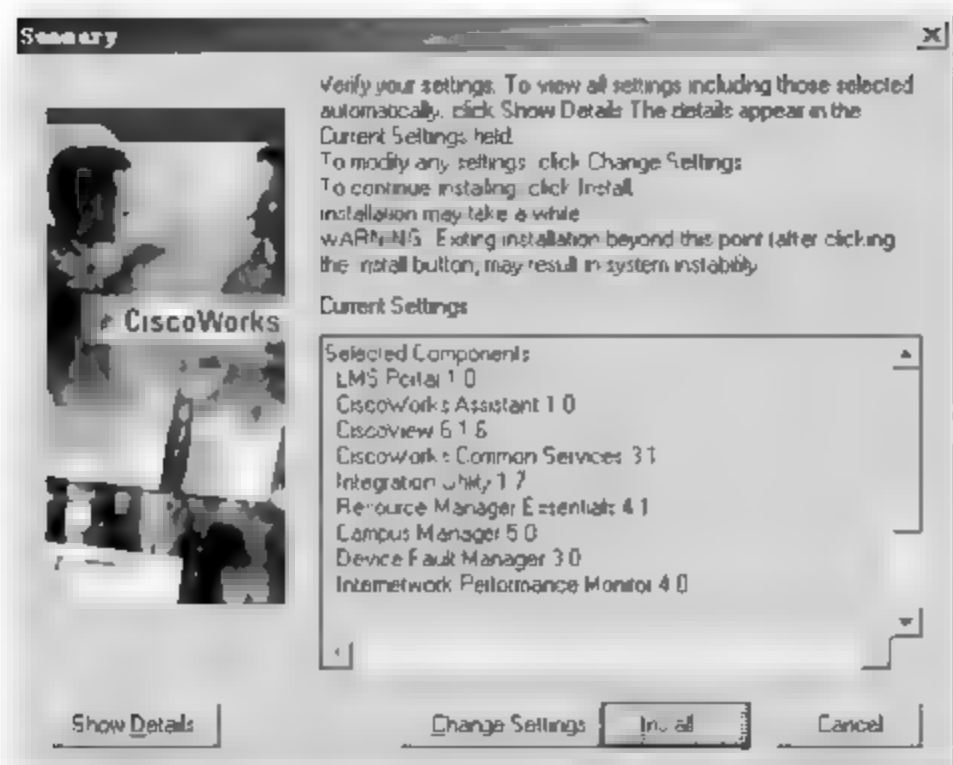 Summary
Verify your settings. To view all settings including those selected
automatically, click Show Details The details appear in the
Current Settings field.
To modify any settings click Change Settings
To continue installing, click Install.
installation may take a while
WARNING Exiting installation beyond this point (after clicking
the Install button, may result in system instability
CiscoWorks
Current Settings
Selected Components
LMS Portal 1.0
CiscoWorks Assistant 1.0
CiscoView 6.1.6
CiscoWorks Common Services 3.1
Integration Utility 1.7
Resource Manager Essentials 4.1
Campus Manager 5.0
Device Fault Manager 3.0
Internetwork Performance Monitor 4.0
Show Details
Change Settings
Install
Cancel